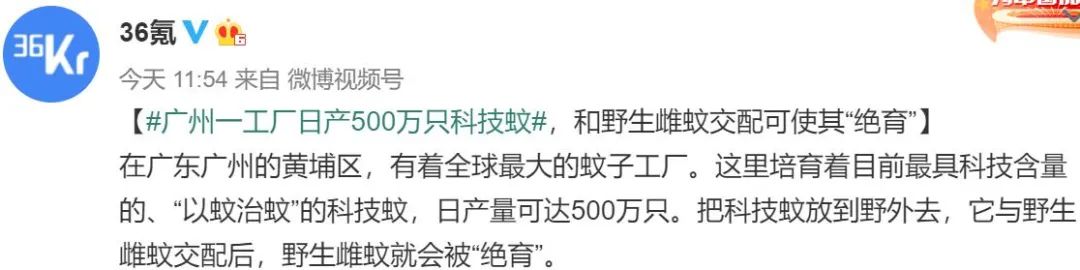 36Kr
36氪
6
今天 11:54 来自 微博视频号
【#广州一工厂日产500万只科技蚊#，和野生雌蚊交配可使其“绝育”】
在广东广州的黄埔区，有着全球最大的蚊子工厂。这里培育着目前最具科技含量
的、“以蚊治蚊”的科技蚊，日产量可达500万只。把科技蚊放到野外去，它与野生
雌蚊交配后，野生雌蚊就会被“绝育”。